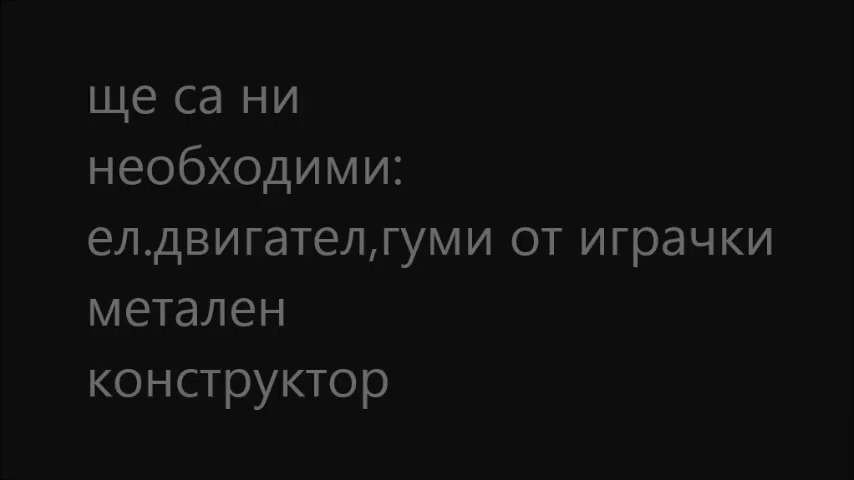 ще са ни
необходими:
ел.двигател,гуми от играчки
метален
конструктор